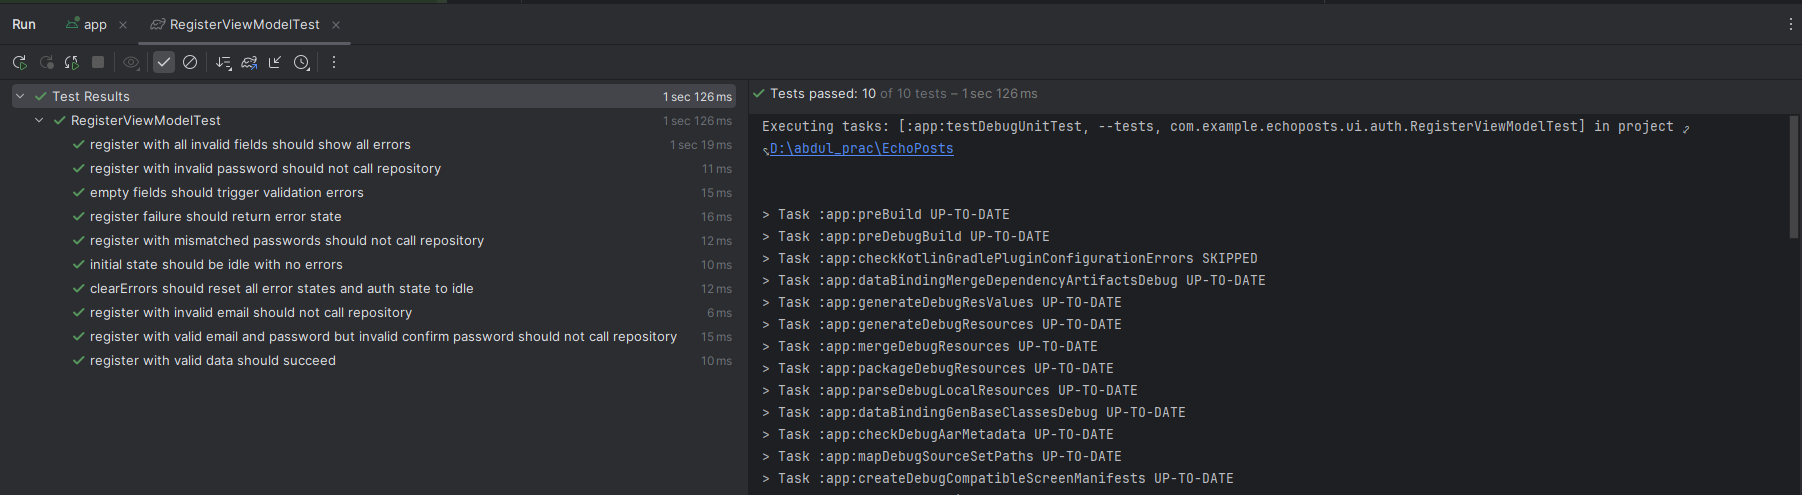 Run
app
RegisterViewModelTest
Test Results 1 sec 126 ms
RegisterViewModelTest 1 sec 126 ms
register with all invalid fields should show all errors 1 sec 19 ms
register with invalid password should not call repository 11 ms
empty fields should trigger validation errors 15 ms
register failure should return error state 16 ms
register with mismatched passwords should not call repository 12 ms
initial state should be idle with no errors 10 ms
clearErrors should reset all error states and auth state to idle 12 ms
register with invalid email should not call repository 6 ms
register with valid email and password but invalid confirm password should not call repository 15 ms
register with valid data should succeed 10 ms
Tests passed: 10 of 10 tests – 1 sec 126 ms
Executing tasks: [:app:testDebugUnitTest, --tests, com.example.echoposts.ui.auth.RegisterViewModelTest] in project
D:\abdul_prac\EchoPosts
> Task :app:preBuild UP-TO-DATE
> Task :app:preDebugBuild UP-TO-DATE
> Task :app:checkKotlinGradlePluginConfigurationErrors SKIPPED
> Task :app:dataBindingMergeDependencyArtifactsDebug UP-TO-DATE
> Task :app:generateDebugResValues UP-TO-DATE
> Task :app:generateDebugResources UP-TO-DATE
> Task :app:mergeDebugResources UP-TO-DATE
> Task :app:packageDebugResources UP-TO-DATE
> Task :app:parseDebugLocalResources UP-TO-DATE
> Task :app:dataBindingGenBaseClassesDebug UP-TO-DATE
> Task :app:checkDebugAarMetadata UP-TO-DATE
> Task :app:mapDebugSourceSetPaths UP-TO-DATE
> Task :app:createDebugCompatibleScreenManifests UP-TO-DATE